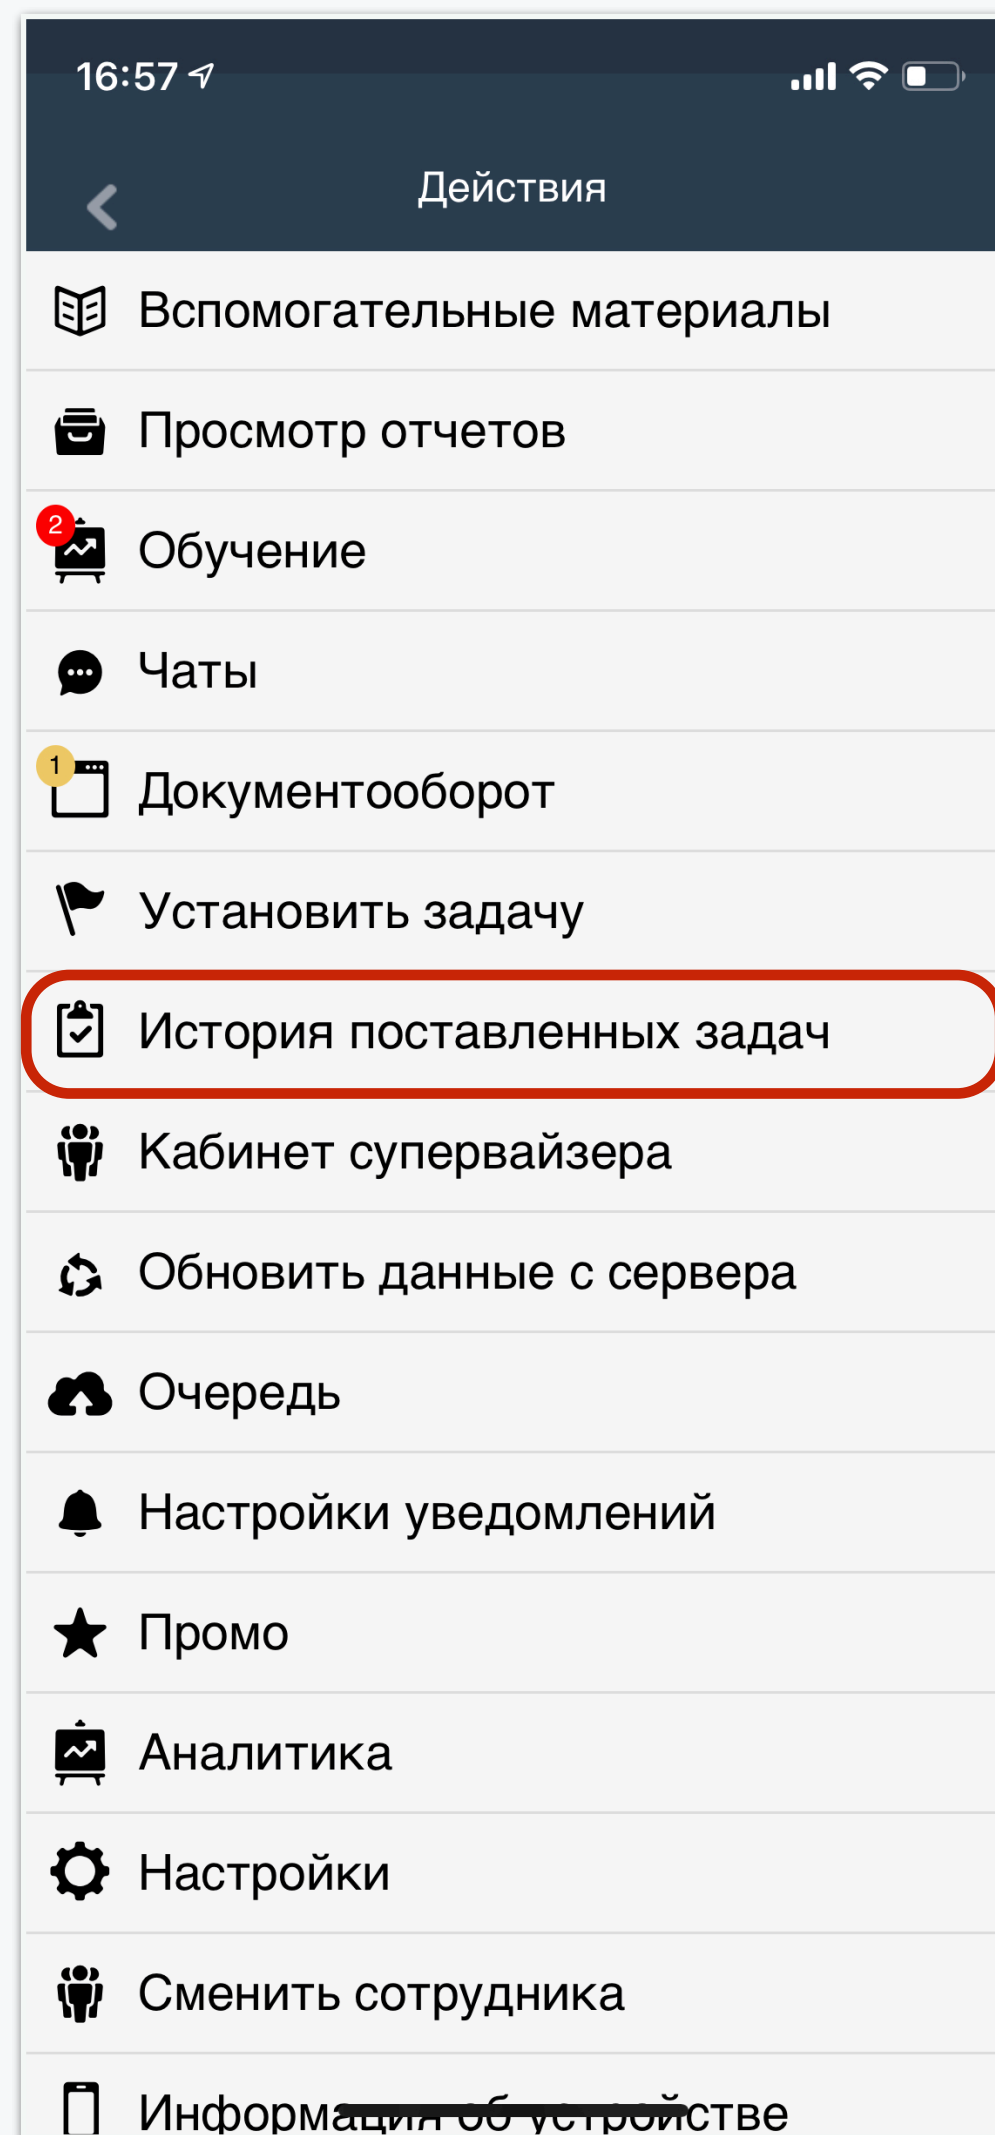 16:57
Действия
Вспомогательные материалы
Просмотр отчетов
2
Обучение
Чаты
1
Документооборот
Установить задачу
История поставленных задач
Кабинет супервайзера
Обновить данные с сервера
Очередь
Настройки уведомлений
Промо
Аналитика
Настройки
Сменить сотрудника
Информация об устройстве